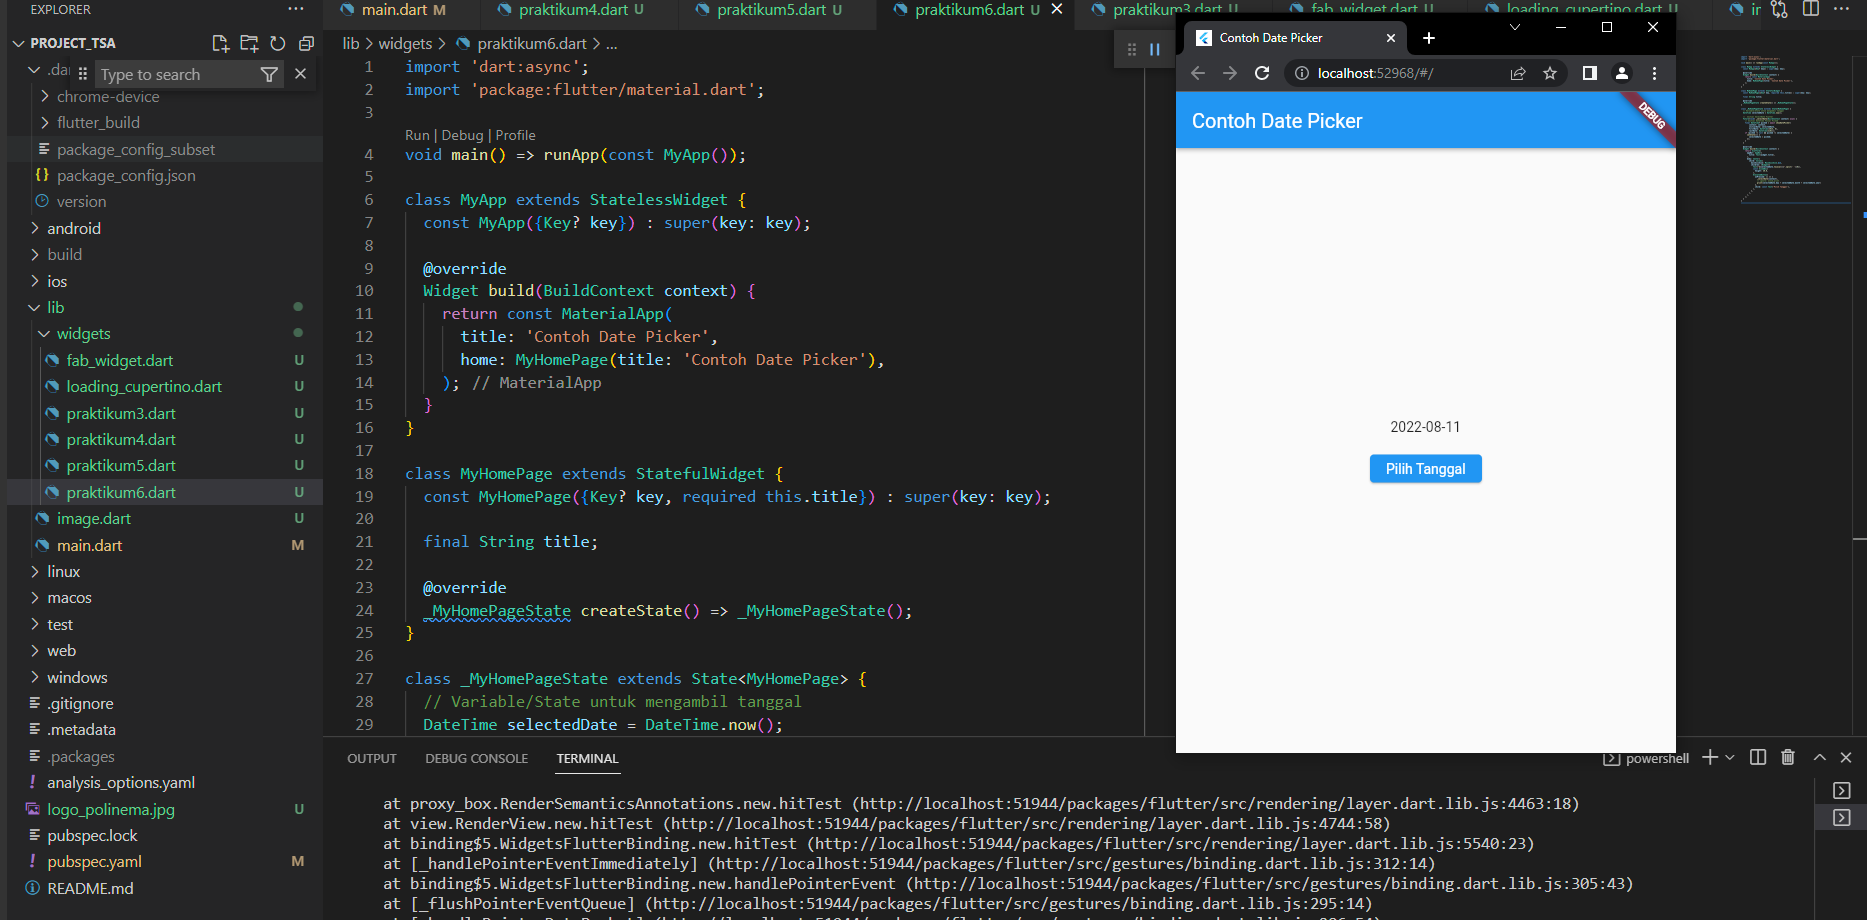 EXPLORER
PROJECT_TSA
Type to search
chrome-device
flutter_build
package_config_subset
package_config.json
version
android
build
ios
lib
widgets
fab_widget.dart U
loading_cupertino.dart U
praktikum3.dart U
praktikum4.dart U
praktikum5.dart U
praktikum6.dart U
image.dart U
main.dart M
linux
macos
test
web
windows
.gitignore
.metadata
.packages
analysis_options.yaml
logo_polinema.jpg U
pubspec.lock
pubspec.yaml M
README.md
main.dart M praktikum4.dart U praktikum5.dart U praktikum6.dart U praktikum3.dart U fab_widget.dart U loading_cupertino.dart U
lib > widgets > praktikum6.dart > ...
1 import 'dart:async';
2 import 'package:flutter/material.dart';
3
Run | Debug | Profile
4 void main() => runApp(const MyApp());
5
6 class MyApp extends StatelessWidget {
7 const MyApp({Key? key}) : super(key: key);
8
9 @override
10 Widget build(BuildContext context) {
11 return const MaterialApp(
12 title: 'Contoh Date Picker',
13 home: MyHomePage(title: 'Contoh Date Picker'),
14 ); // MaterialApp
15 }
16 }
17
18 class MyHomePage extends StatefulWidget {
19 const MyHomePage({Key? key, required this.title}) : super(key: key);
20
21 final String title;
22
23 @override
24 _MyHomePageState createState() => _MyHomePageState();
25 }
26
27 class _MyHomePageState extends State<MyHomePage> {
28 // Variable/State untuk mengambil tanggal
29 DateTime selectedDate = DateTime.now();
Contoh Date Picker
localhost:52968/#/
Contoh Date Picker
DEBUG
2022-08-11
Pilih Tanggal
OUTPUT DEBUG CONSOLE TERMINAL
powershell
at proxy_box.RenderSemanticsAnnotations.new.hitTest (http://localhost:51944/packages/flutter/src/rendering/layer.dart.lib.js:4463:18)
at view.RenderView.new.hitTest (http://localhost:51944/packages/flutter/src/rendering/layer.dart.lib.js:4744:58)
at binding$5.WidgetsFlutterBinding.new.hitTest (http://localhost:51944/packages/flutter/src/rendering/layer.dart.lib.js:5540:23)
at [_handlePointerEventImmediately] (http://localhost:51944/packages/flutter/src/gestures/binding.dart.lib.js:312:14)
at binding$5.WidgetsFlutterBinding.new.handlePointerEvent (http://localhost:51944/packages/flutter/src/gestures/binding.dart.lib.js:305:43)
at [_flushPointerEventQueue] (http://localhost:51944/packages/flutter/src/gestures/binding.dart.lib.js:295:14)